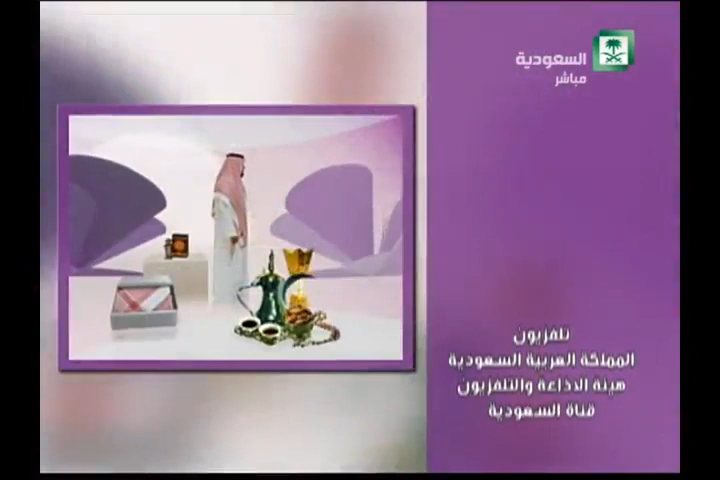 السعودية
مباشر
تلفزيون
المملكة العربية السعودية
هيئة الاذاعة والتلفزيون
قناة السعودية